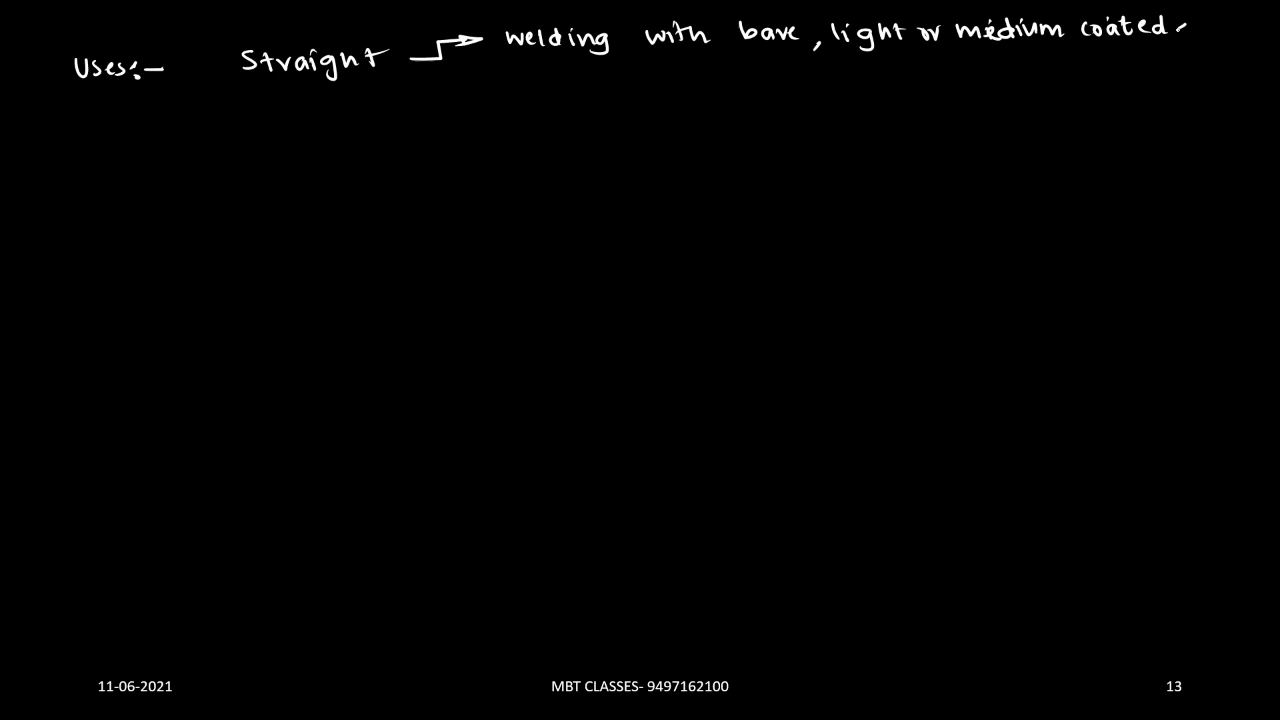 Uses:- Straight → welding with bare, light or medium coated.
11-06-2021 MBT CLASSES- 9497162100 13